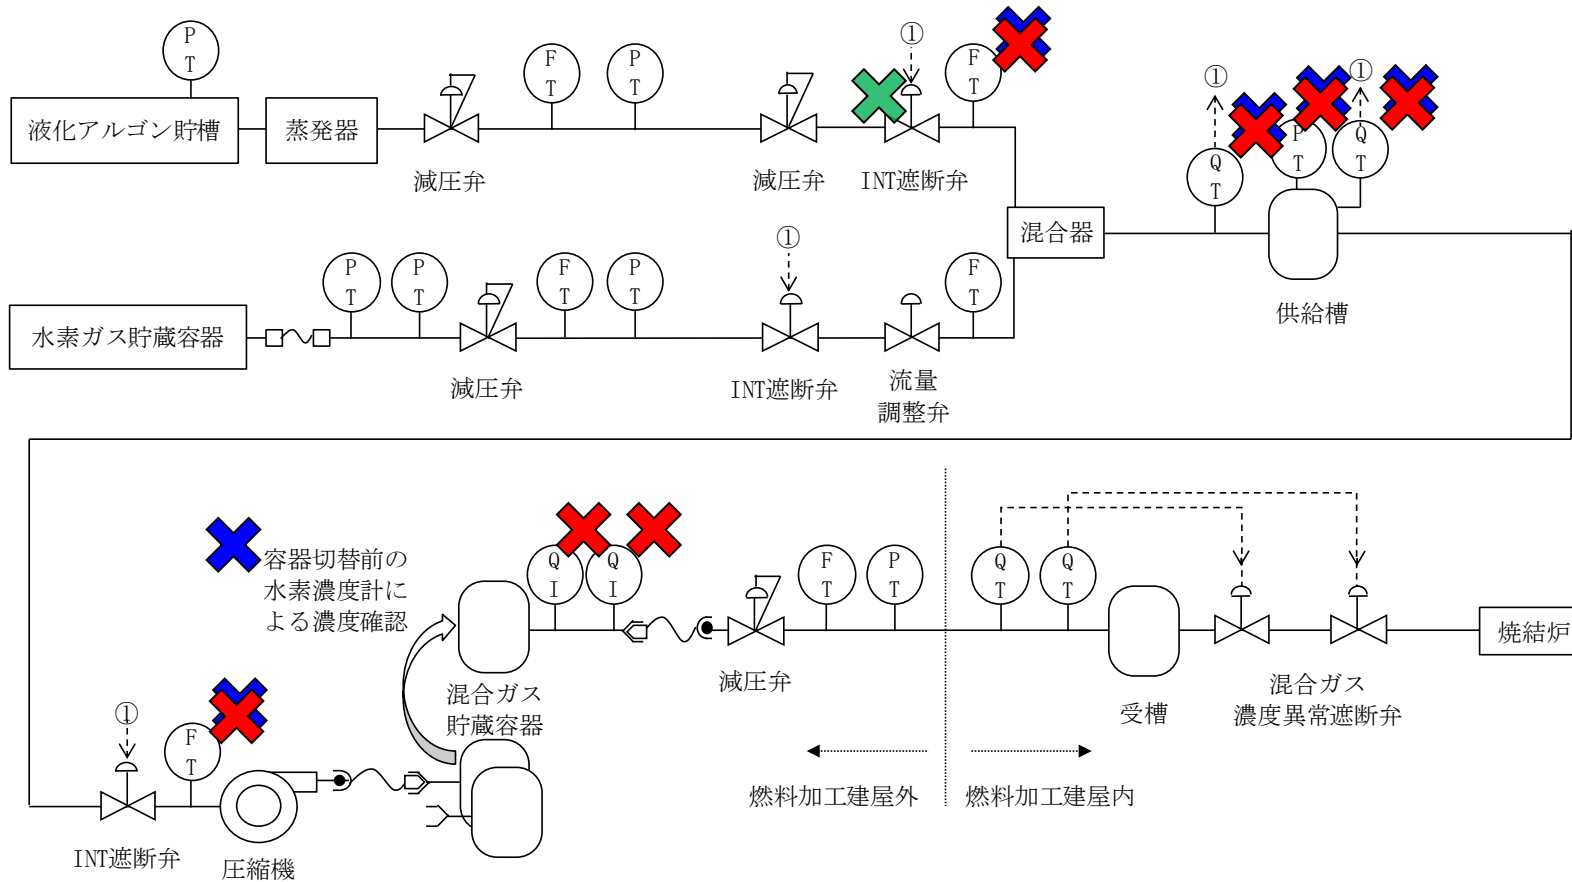 ①
P
T
F
T
P
T
F
T
①
①
液化アルゴン貯槽
蒸発器
P
T
Q
T
Q
T
減圧弁
減圧弁
INT遮断弁
混合器
①
P
T
P
T
F
T
P
T
F
T
供給槽
水素ガス貯蔵容器
減圧弁
INT遮断弁
流量
調整弁
容器切替前の
水素濃度計に
よる濃度確認
Q
I
Q
I
F
T
P
T
Q
T
Q
T
焼結炉
減圧弁
混合ガス
貯蔵容器
受槽
混合ガス
濃度異常遮断弁
①
F
T
燃料加工建屋外
燃料加工建屋内
INT遮断弁
圧縮機